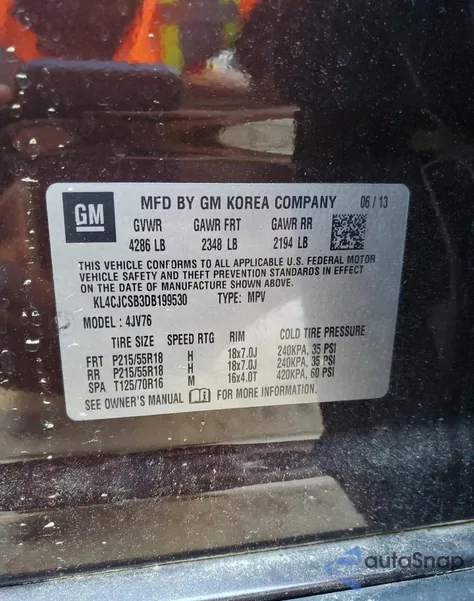 GM
MFD BY GM KOREA COMPANY 06 / 13
GVWR GAWR FRT GAWR RR
4286 LB 2348 LB 2194 LB
THIS VEHICLE CONFORMS TO ALL APPLICABLE U.S. FEDERAL MOTOR
VEHICLE SAFETY AND THEFT PREVENTION STANDARDS IN EFFECT
ON THE DATE OF MANUFACTURE SHOWN ABOVE.
KL4CJCSB3DB199530 TYPE: MPV
MODEL : 4JV76
TIRE SIZE SPEED RTG RIM COLD TIRE PRESSURE
FRT P215/55R18 H 18x7.0J 240KPA, 35 PSI
RR P215/55R18 H 18x7.0J 240KPA, 35 PSI
SPA T125/70R16 M 16x4.0T 420KPA, 60 PSI
SEE OWNER'S MANUAL FOR MORE INFORMATION.
autoSnap